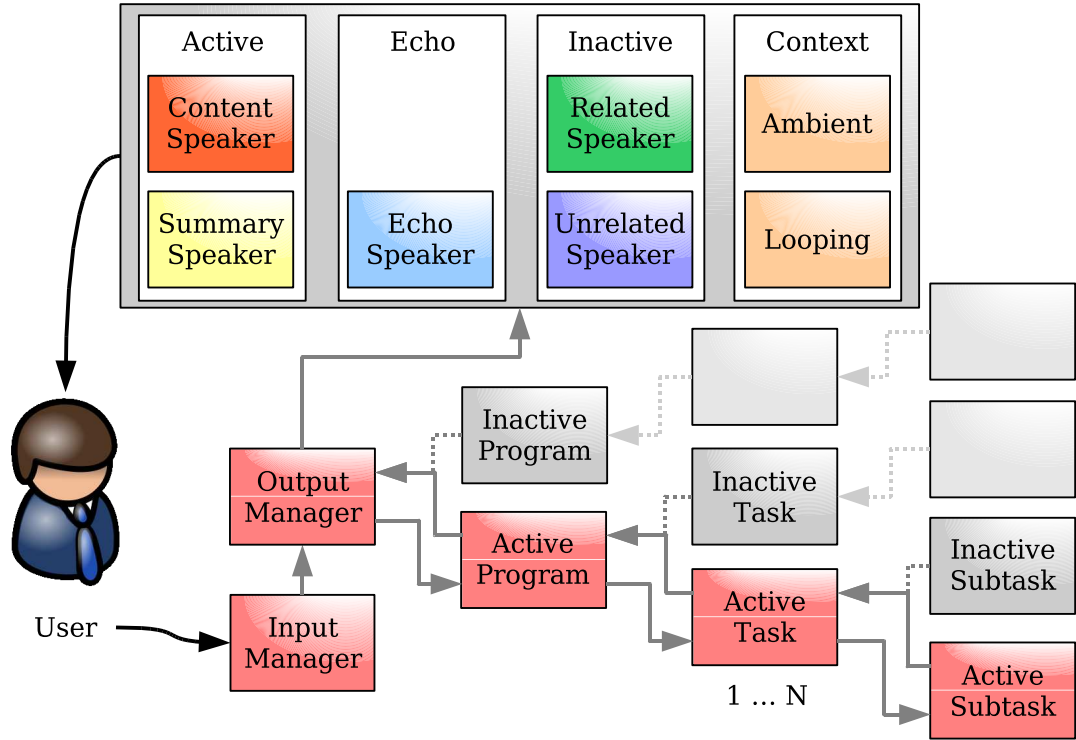 Active
Echo
Inactive
Context
Content
Speaker
Related
Speaker
Ambient
Summary
Speaker
Echo
Speaker
Unrelated
Speaker
Looping
Inactive
Program
Output
Manager
Inactive
Task
Active
Program
Inactive
Subtask
Active
Task
User
Input
Manager
Active
Subtask
1 ... N